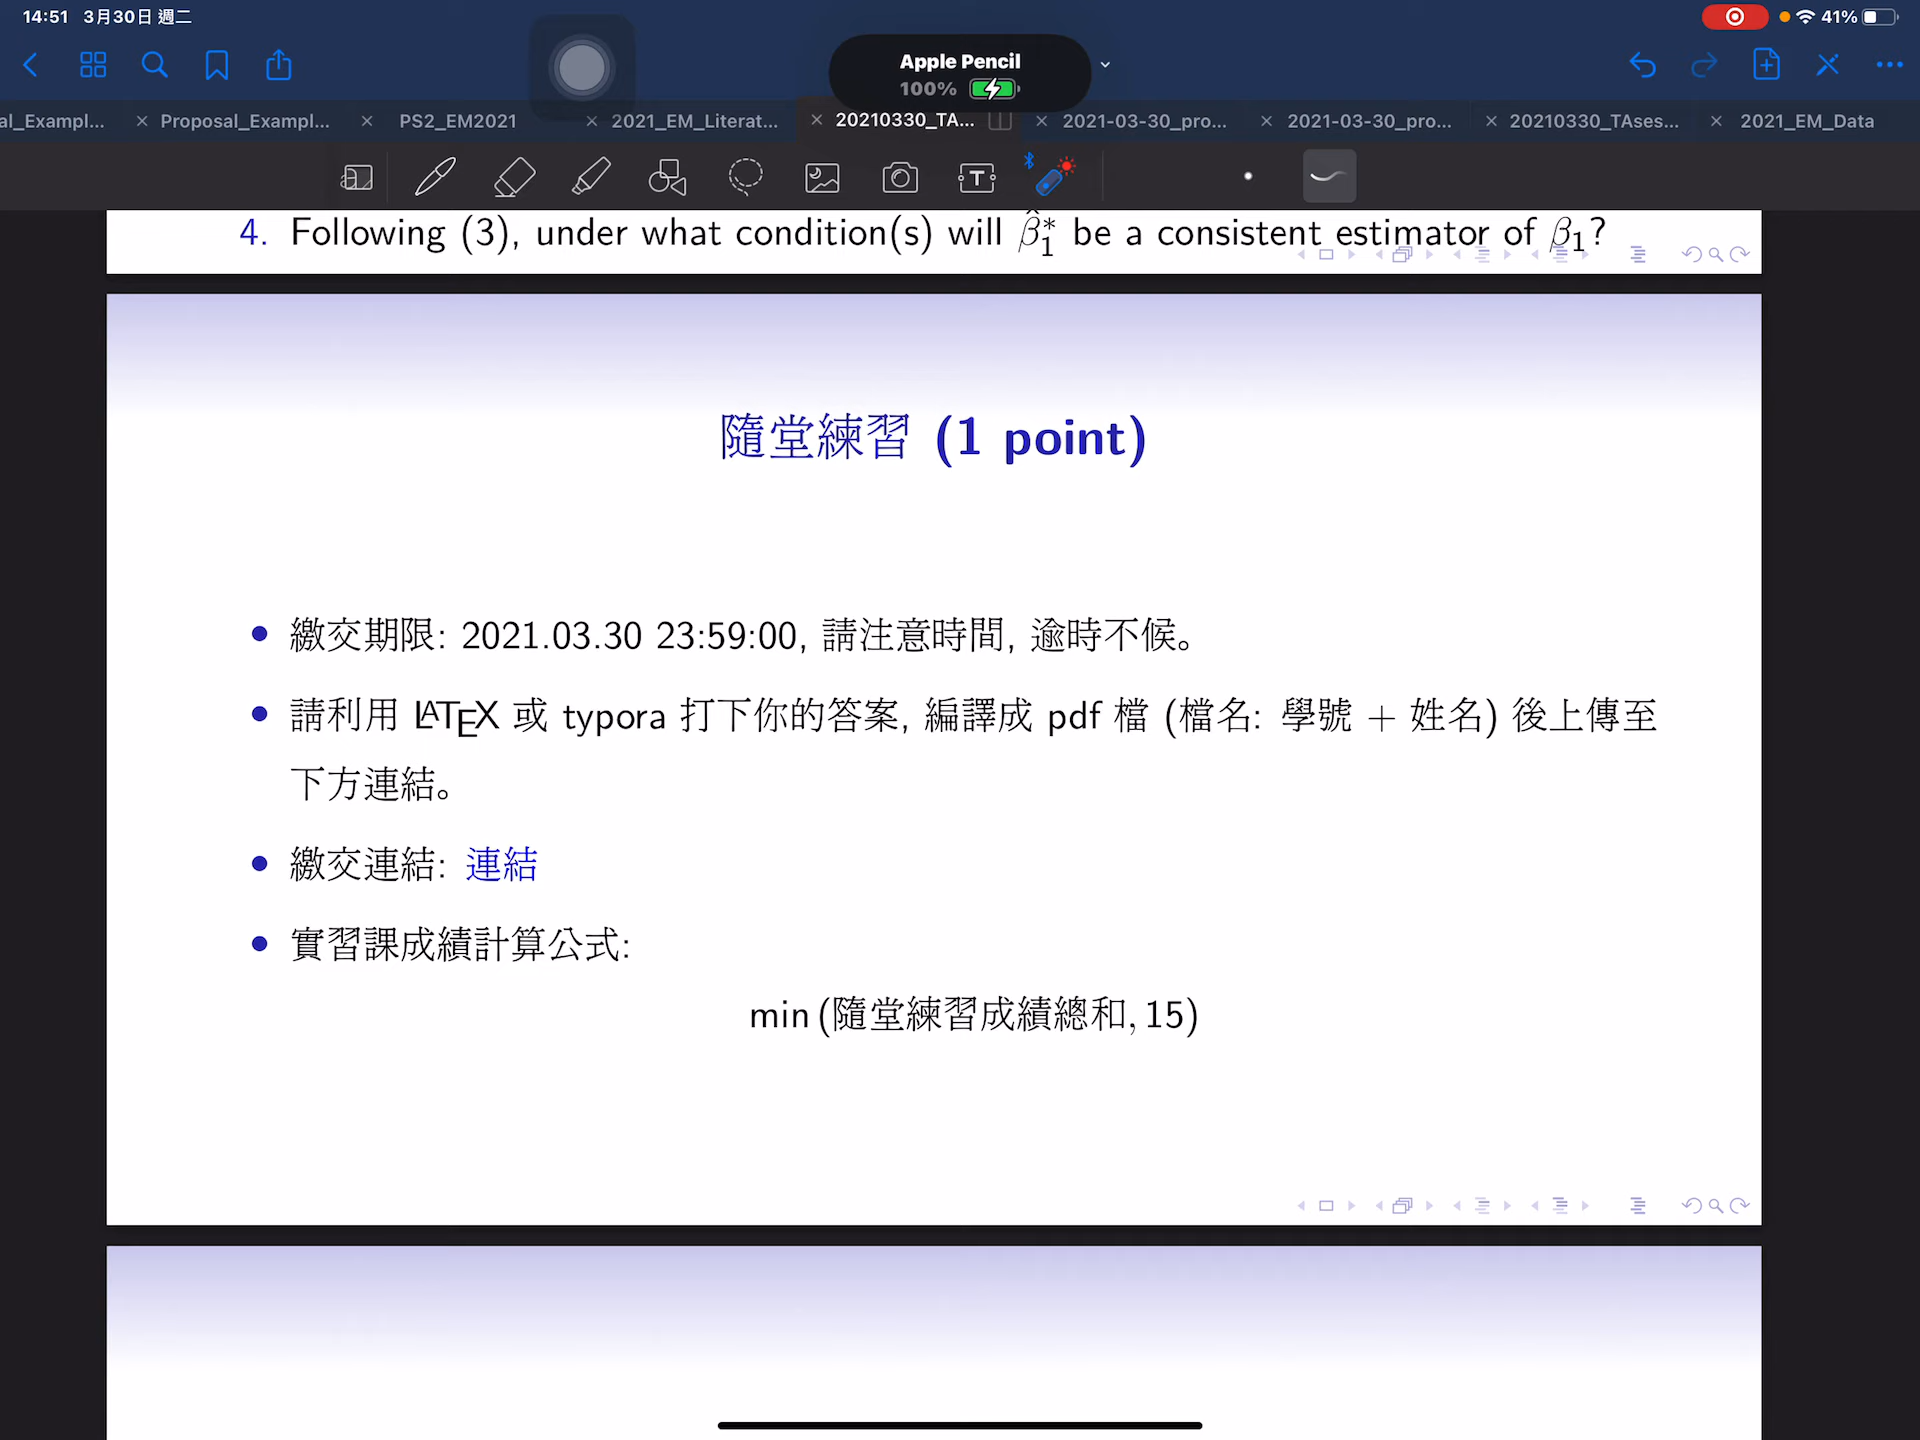 14:51 3月30日 週二
41%
Apple Pencil
100%
al_Exampl...
Proposal_Exampl...
PS2_EM2021
2021_EM_Literat...
20210330_TA...
2021-03-30_pro...
2021-03-30_pro...
20210330_TAses...
2021_EM_Data
4. Following (3), under what condition(s) will β̂₁* be a consistent estimator of β₁?
隨堂練習 (1 point)
• 繳交期限: 2021.03.30 23:59:00, 請注意時間, 逾時不候。
• 請利用 LATEX 或 typora 打下你的答案, 編譯成 pdf 檔 (檔名: 學號 + 姓名) 後上傳至
下方連結。
• 繳交連結: 連結
• 實習課成績計算公式:
min (隨堂練習成績總和, 15)